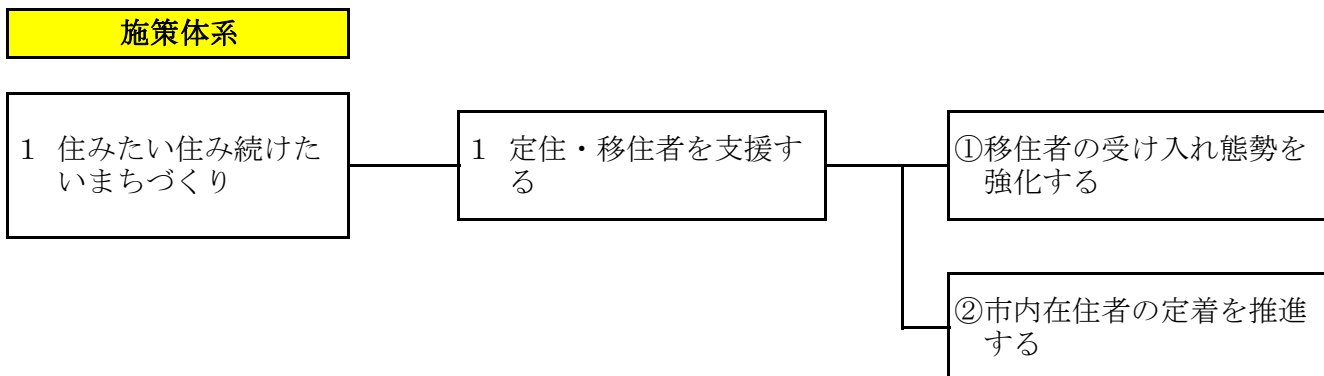 施策体系
1 住みたい住み続けた
いまちづくり
1 定住・移住者を支援す
る
①移住者の受け入れ態勢を
強化する
②市内在住者の定着を推進
する